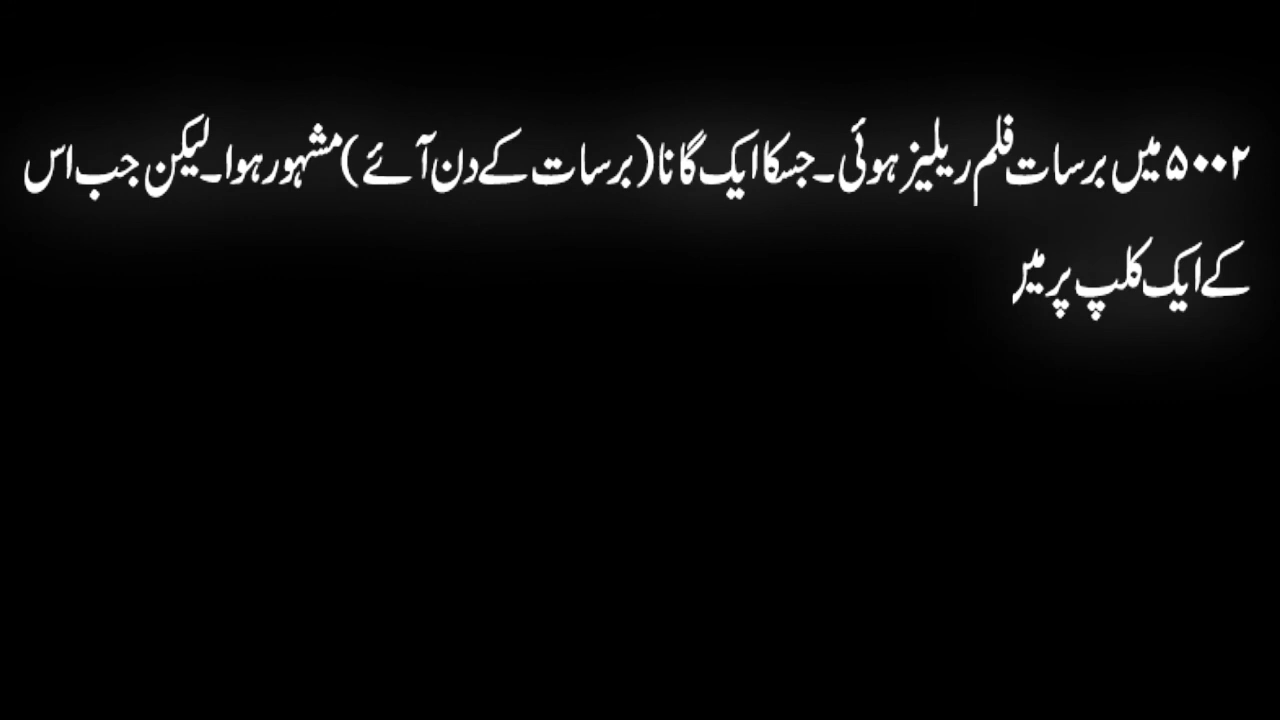 ۵۰۰۲ میں برسات فلم ریلیز ہوئی۔جسکا ایک گانا(برسات کے دن آئے)مشہور ہوا۔لیکن جب اس
کے ایک کلپ پر میر